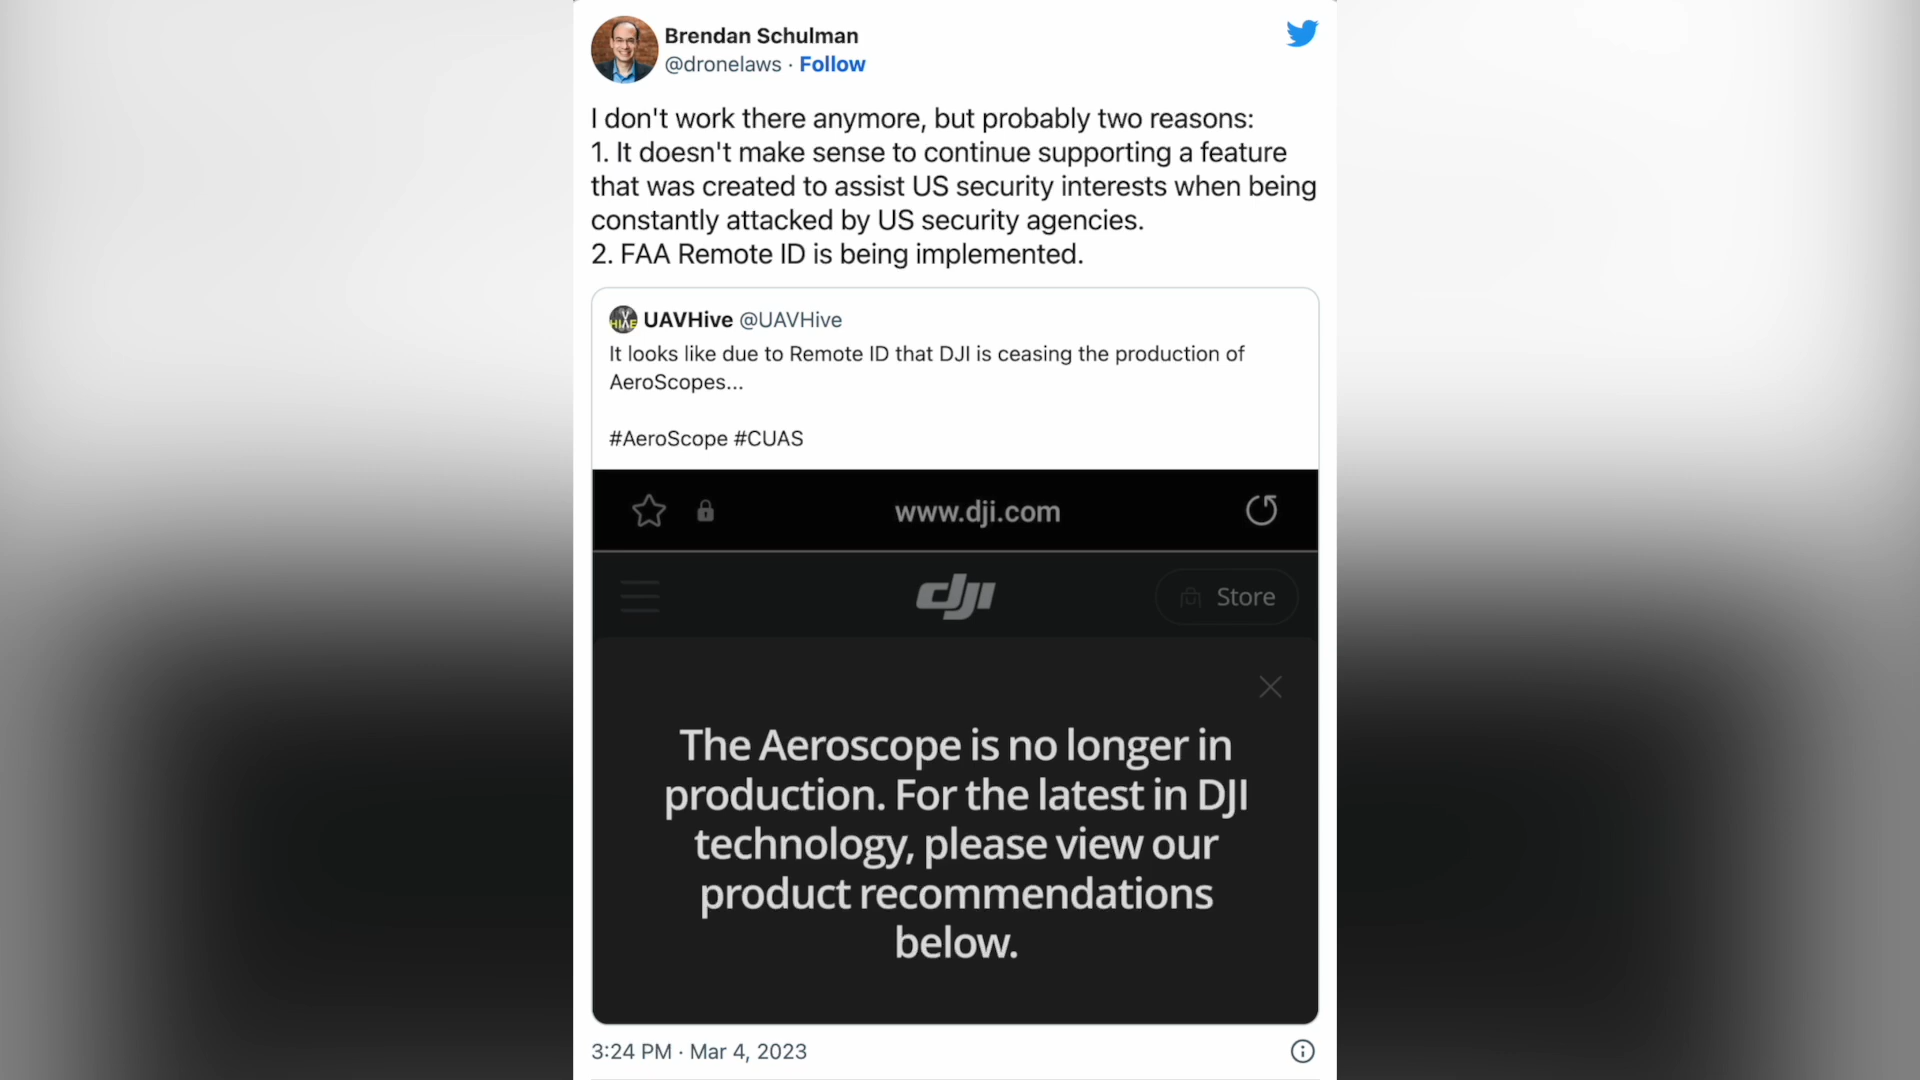 Brendan Schulman
@dronelaws · Follow
I don't work there anymore, but probably two reasons:
1. It doesn't make sense to continue supporting a feature
that was created to assist US security interests when being
constantly attacked by US security agencies.
2. FAA Remote ID is being implemented.
HIVE
UAVHive @UAVHive
It looks like due to Remote ID that DJI is ceasing the production of
AeroScopes...
#AeroScope #CUAS
www.dji.com
dji
Store
The Aeroscope is no longer in
production. For the latest in DJI
technology, please view our
product recommendations
below.
3:24 PM · Mar 4, 2023